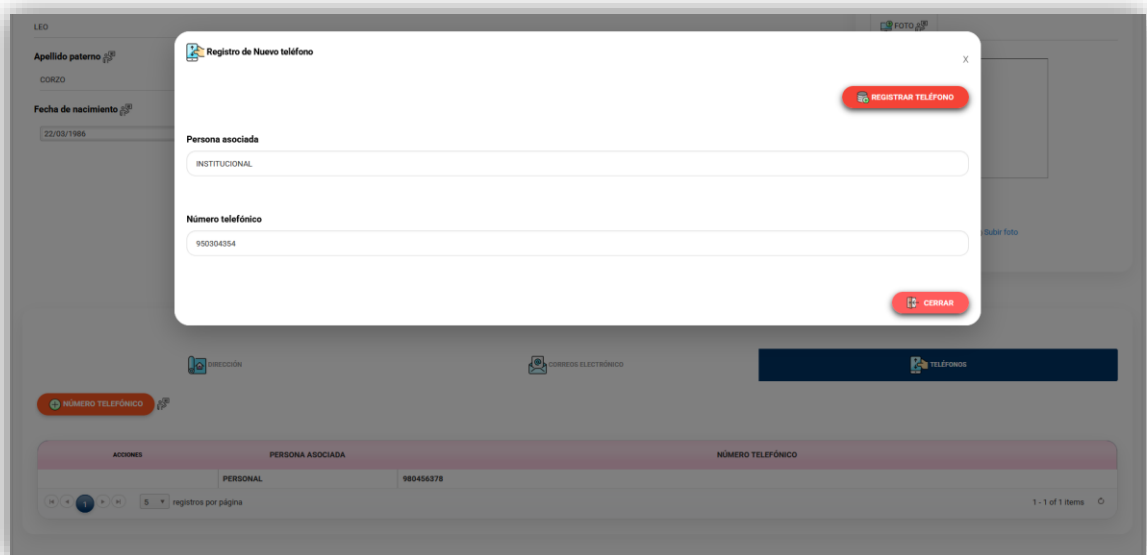 LED
FOTO
Apellido paterno
Registro de Nuevo teléfono
X
CORZO
REGISTRAR TELÉFONO
Fecha de nacimiento
22/03/1986
Persona asociada
INSTITUCIONAL
Número telefónico
Subir foto
950304354
CERRAR
DIRECCIÓN
CORREOS ELECTRÓNICO
TELÉFONOS
NÚMERO TELEFÓNICO
ACCIONES PERSONA ASOCIADA NÚMERO TELEFÓNICO
PERSONAL 980456378
1 5 registros por página 1 - 1 of 1 items